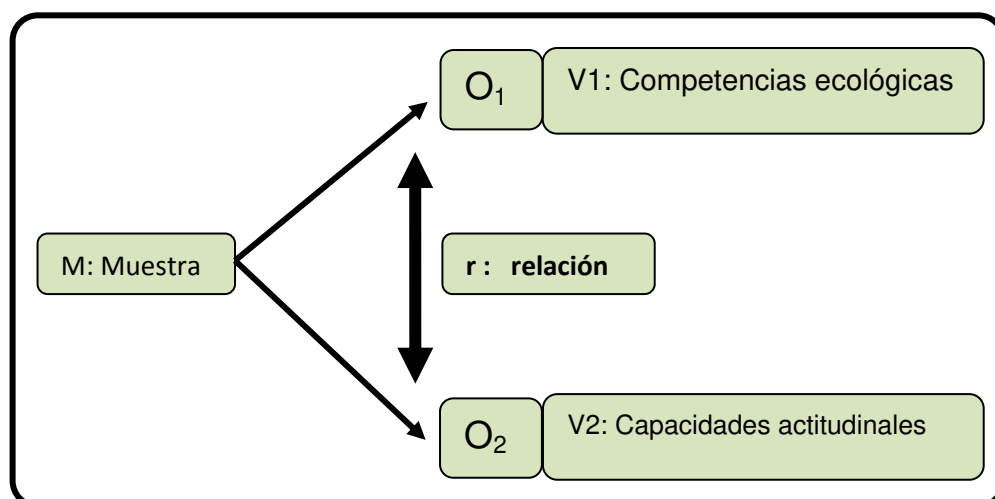 O₁
V1: Competencias ecológicas
M: Muestra
r : relación
O₂
V2: Capacidades actitudinales